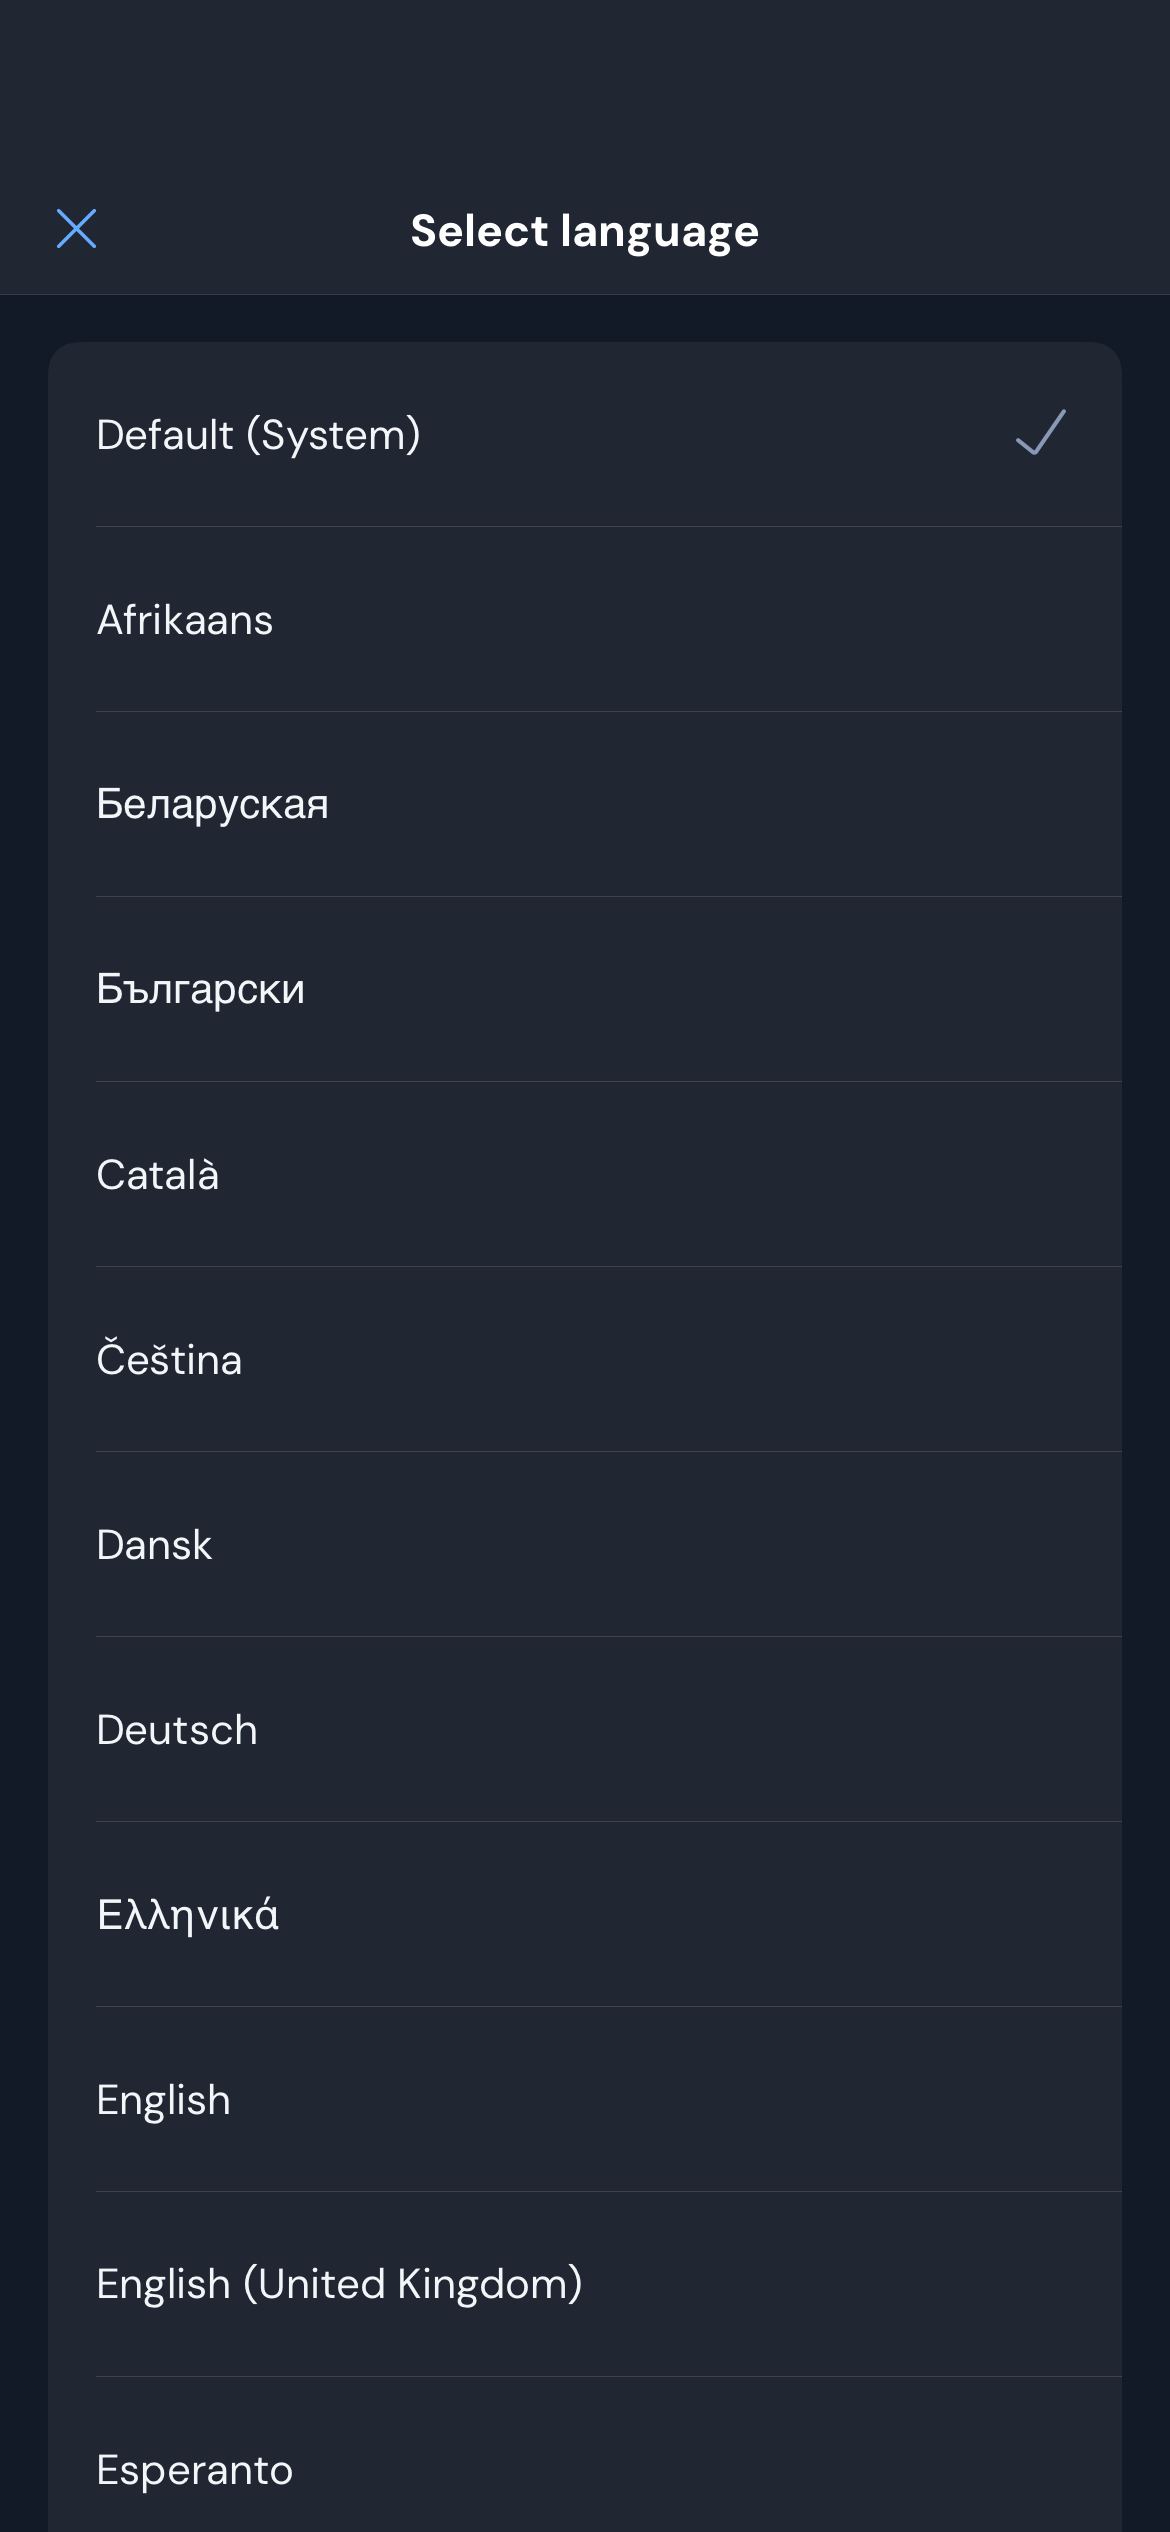 Select language
Default (System)
Afrikaans
Беларуская
Български
Català
Čeština
Dansk
Deutsch
Ελληνικά
English
English (United Kingdom)
Esperanto